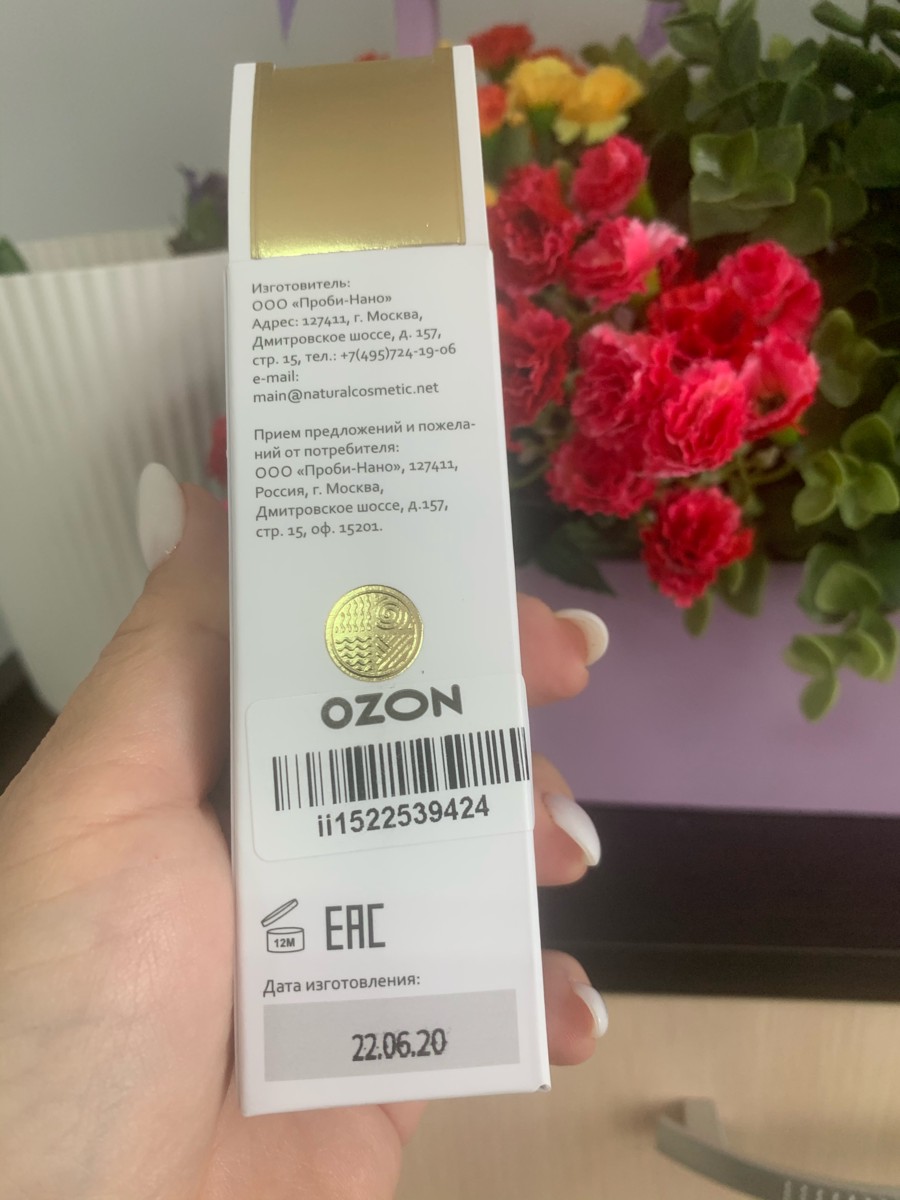 Изготовитель:
ООО «Проби-Нано»
Адрес: 127411, г. Москва,
Дмитровское шоссе, д. 157,
стр. 15, тел.: +7(495)724-19-06
e-mail:
main@naturalcosmetic.net
Прием предложений и пожела-
ний от потребителя:
ООО «Проби-Нано», 127411,
Россия, г. Москва,
Дмитровское шоссе, д.157,
стр. 15, оф. 15201.
OZON
ii1522539424
12M
EAC
Дата изготовления:
22.06.20